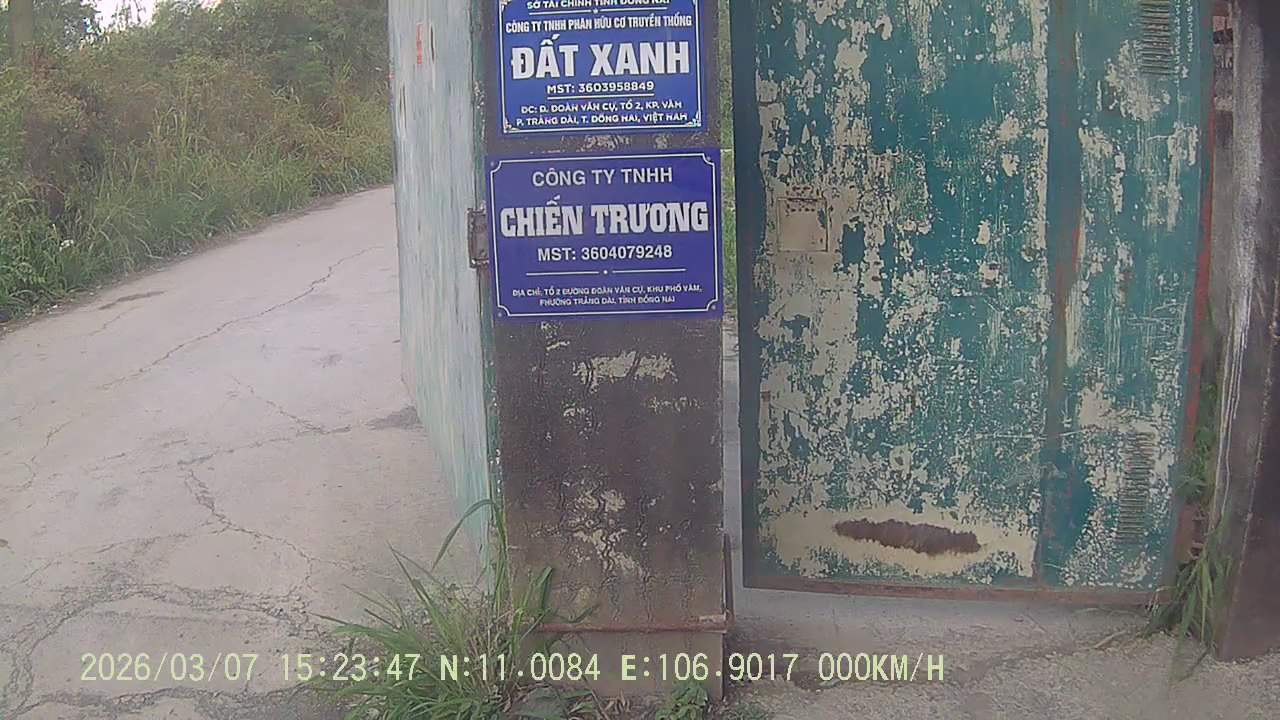 SỞ TÀI CHÍNH TỈNH ĐỒNG NAI
CÔNG TY TNHH PHÂN HỮU CƠ TRUYỀN THỐNG
ĐẤT XANH
MST: 3603958849
ĐC: Đ. ĐOÀN VĂN CỰ, TỔ 2, KP. VÀM
P. TRẢNG DÀI, T. ĐỒNG NAI, VIỆT NAM
CÔNG TY TNHH
CHIẾN TRƯƠNG
MST: 3604079248
ĐỊA CHỈ: TỔ 2 ĐƯỜNG ĐOÀN VĂN CỰ, KHU PHỐ VÀM,
PHƯỜNG TRẢNG DÀI, TỈNH ĐỒNG NAI
2026/03/07 15:23:47 N:11.0084 E:106.9017 000KM/H